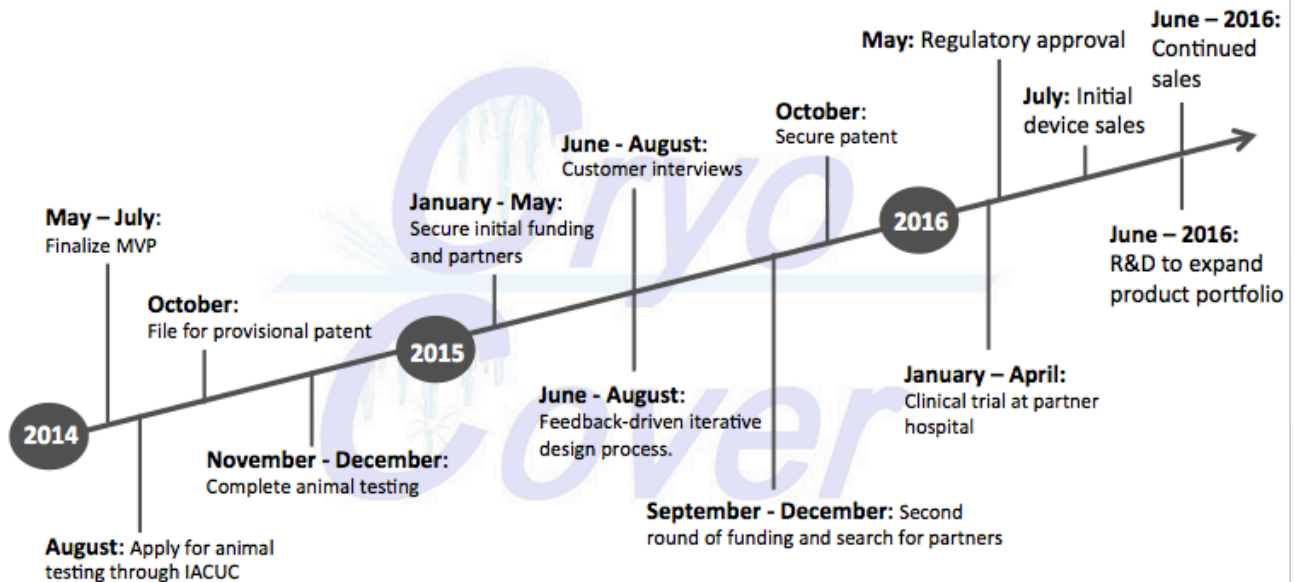 May – July:
Finalize MVP
October:
File for provisional patent
January - May:
Secure initial funding
and partners
June - August:
Customer interviews
October:
Secure patent
May: Regulatory approval
July: Initial
device sales
June – 2016:
Continued
sales
2014
2015
2016
August: Apply for animal
testing through IACUC
November - December:
Complete animal testing
June - August:
Feedback-driven iterative
design process.
September - December: Second
round of funding and search for partners
January – April:
Clinical trial at partner
hospital
June – 2016:
R&D to expand
product portfolio
Cryo
Cover